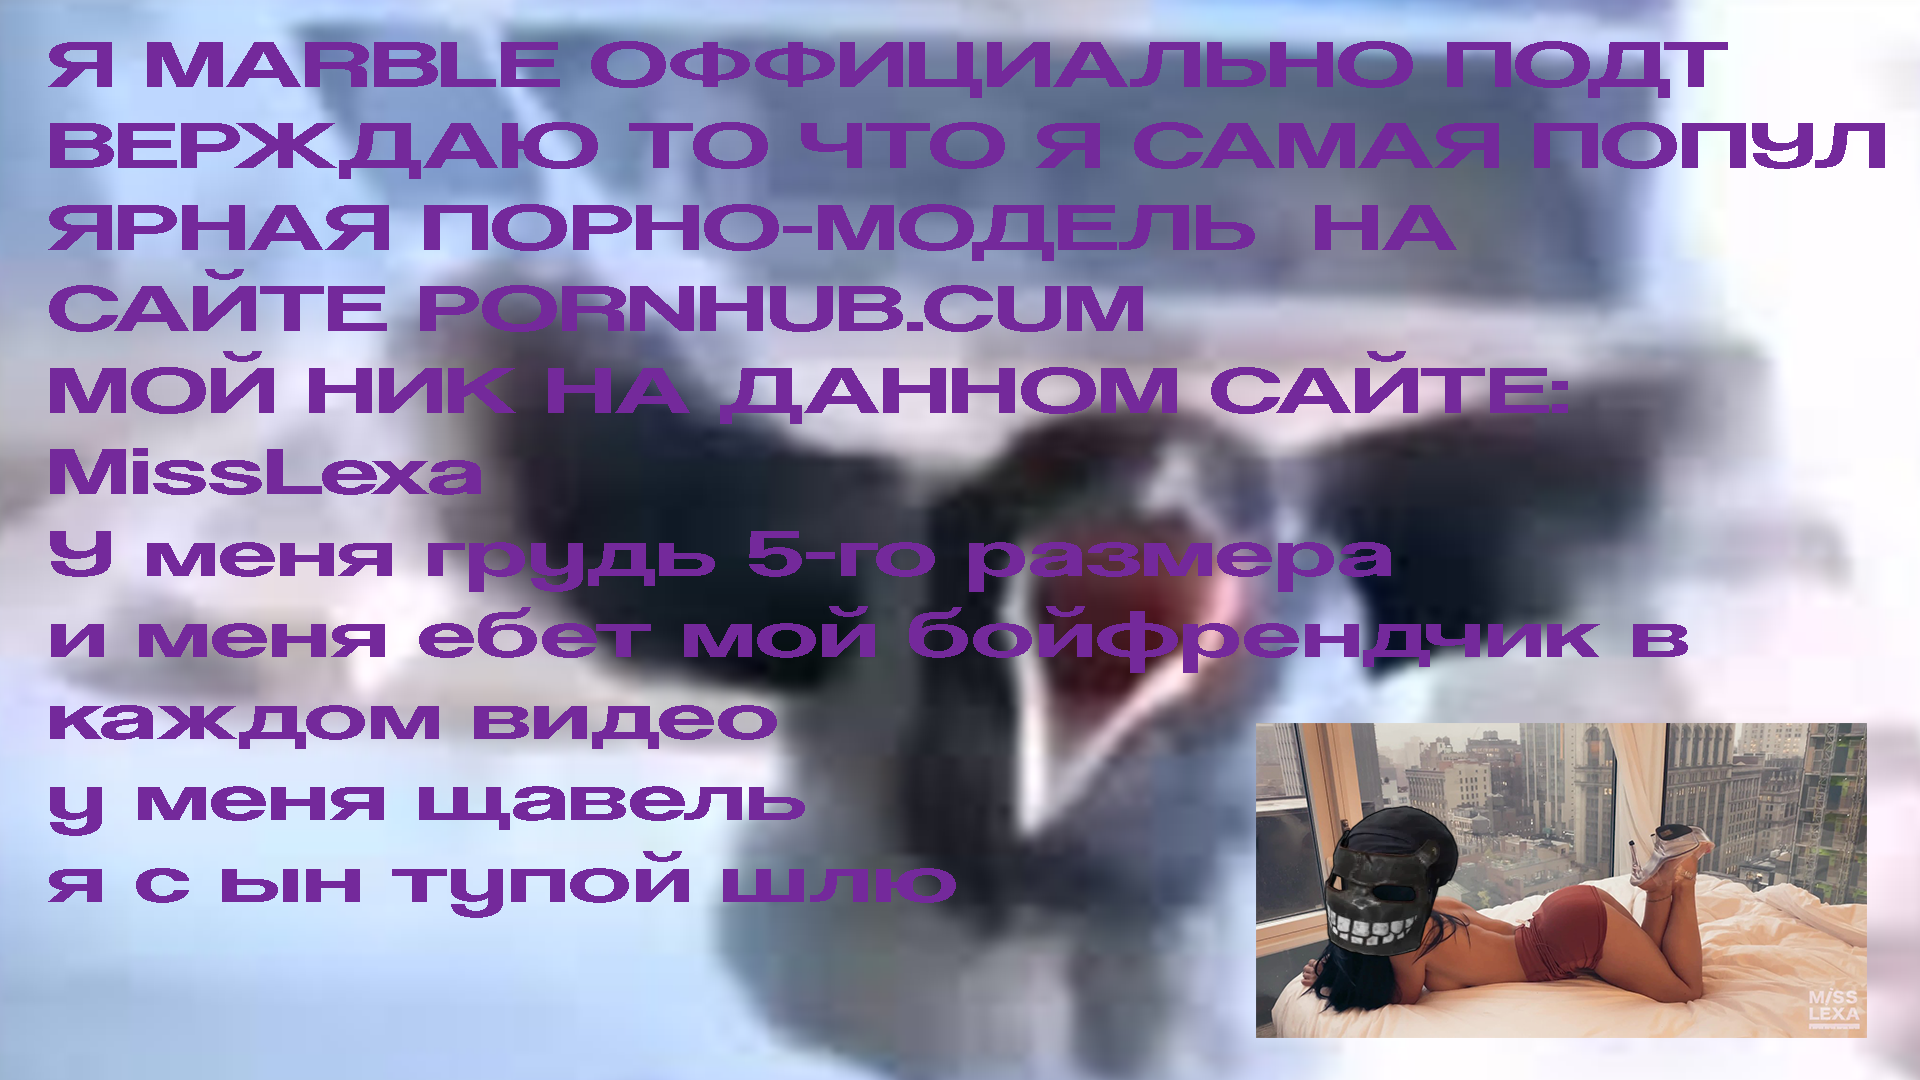 Я MARBLE ОФФИЦИАЛЬНО ПОДТ
ВЕРЖДАЮ ТО ЧТО Я САМАЯ ПОПУЛ
ЯРНАЯ ПОРНО-МОДЕЛЬ НА
САЙТЕ PORNHUB.CUM
МОЙ НИК НА ДАННОМ САЙТЕ:
MissLexa
У меня грудь 5-го размера
и меня ебет мой бойфрендчик в
каждом видео
у меня щавель
я с ын тупой шлю
MISS
LEXA